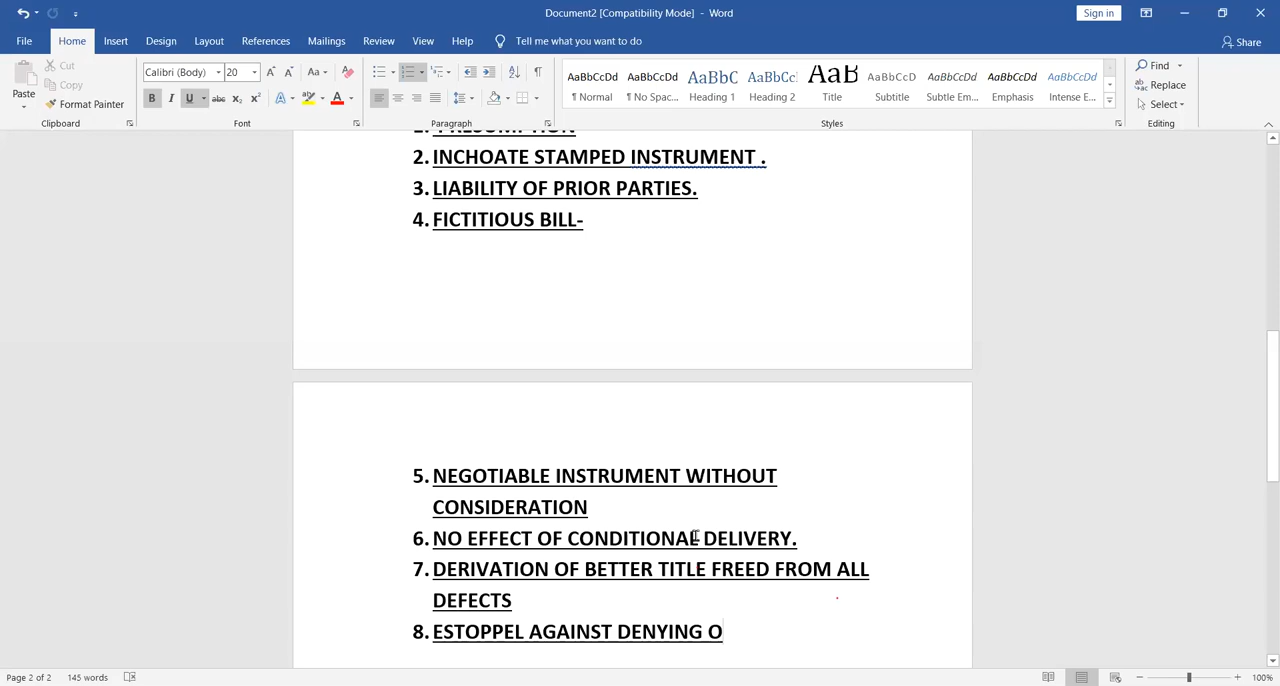 Document2 [Compatibility Mode] - Word
Sign in
File Home Insert Design Layout References Mailings Review View Help Tell me what you want to do
Share
Paste
Cut
Copy
Format Painter
Clipboard
Calibri (Body) 20
Font
Paragraph
AaBbCcDd AaBbCcDd AaBbC AaBbCc AaB AaBbCcD AaBbCcDd AaBbCcDd AaBbCcDd
¶ Normal ¶ No Spac... Heading 1 Heading 2 Title Subtitle Subtle Em... Emphasis Intense E...
Styles
Find
Replace
Select
Editing
1. PRESUMPTION
2. INCHOATE STAMPED INSTRUMENT .
3. LIABILITY OF PRIOR PARTIES.
4. FICTITIOUS BILL-
5. NEGOTIABLE INSTRUMENT WITHOUT
CONSIDERATION
6. NO EFFECT OF CONDITIONAL DELIVERY.
7. DERIVATION OF BETTER TITLE FREED FROM ALL
DEFECTS
8. ESTOPPEL AGAINST DENYING O
Page 2 of 2 145 words
100%